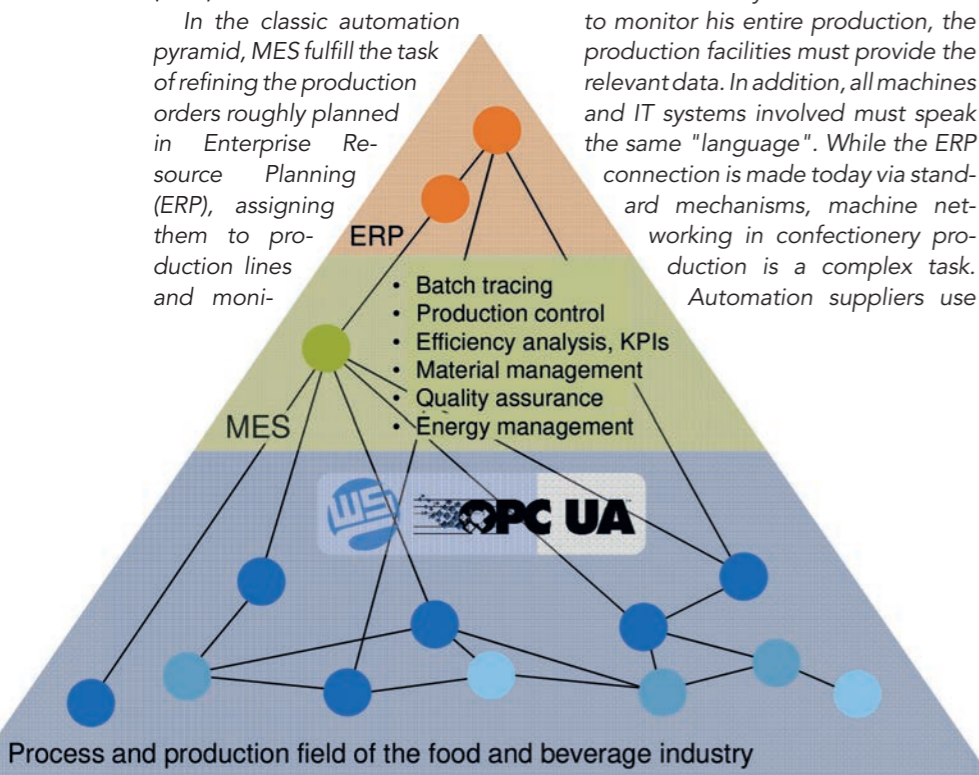 In the classic automation
pyramid, MES fulfill the task
of refining the production
orders roughly planned
in Enterprise Re-
source Planning
(ERP), assigning
them to pro-
duction lines
and moni-
to monitor his entire production, the
production facilities must provide the
relevant data. In addition, all machines
and IT systems involved must speak
the same "language". While the ERP
connection is made today via stand-
ard mechanisms, machine net-
working in confectionery pro-
duction is a complex task.
Automation suppliers use
ERP
• Batch tracing
• Production control
• Efficiency analysis, KPIs
• Material management
• Quality assurance
• Energy management
MES
WS OPC UA
Process and production field of the food and beverage industry